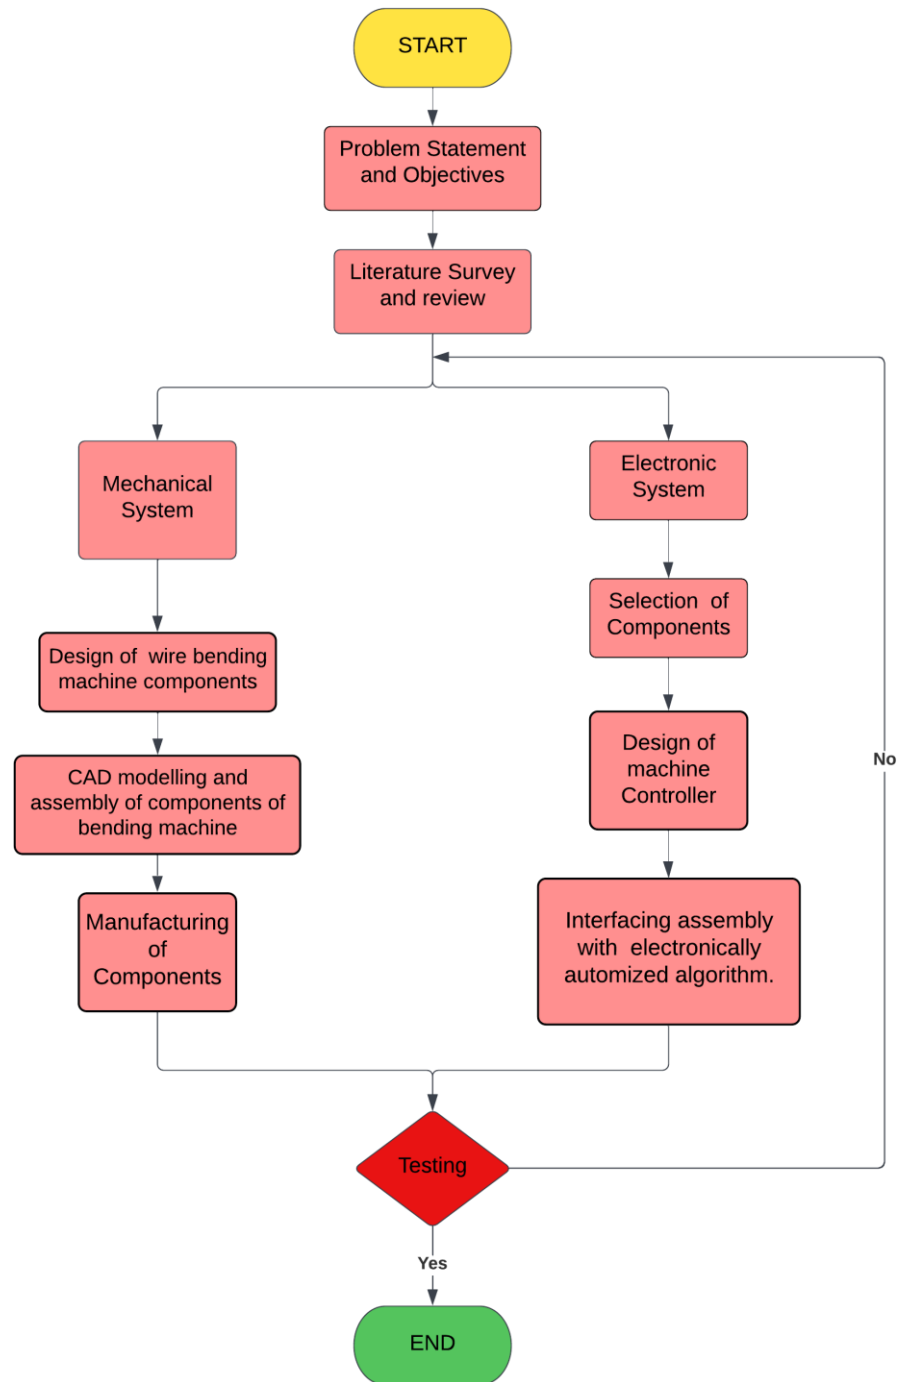 START
Problem Statement
and Objectives
Literature Survey
and review
Mechanical
System
Design of wire bending
machine components
CAD modelling and
assembly of components of
bending machine
Manufacturing
of
Components
Electronic
System
Selection of
Components
Design of
machine
Controller
Interfacing assembly
with electronically
automized algorithm.
No
Testing
Yes
END